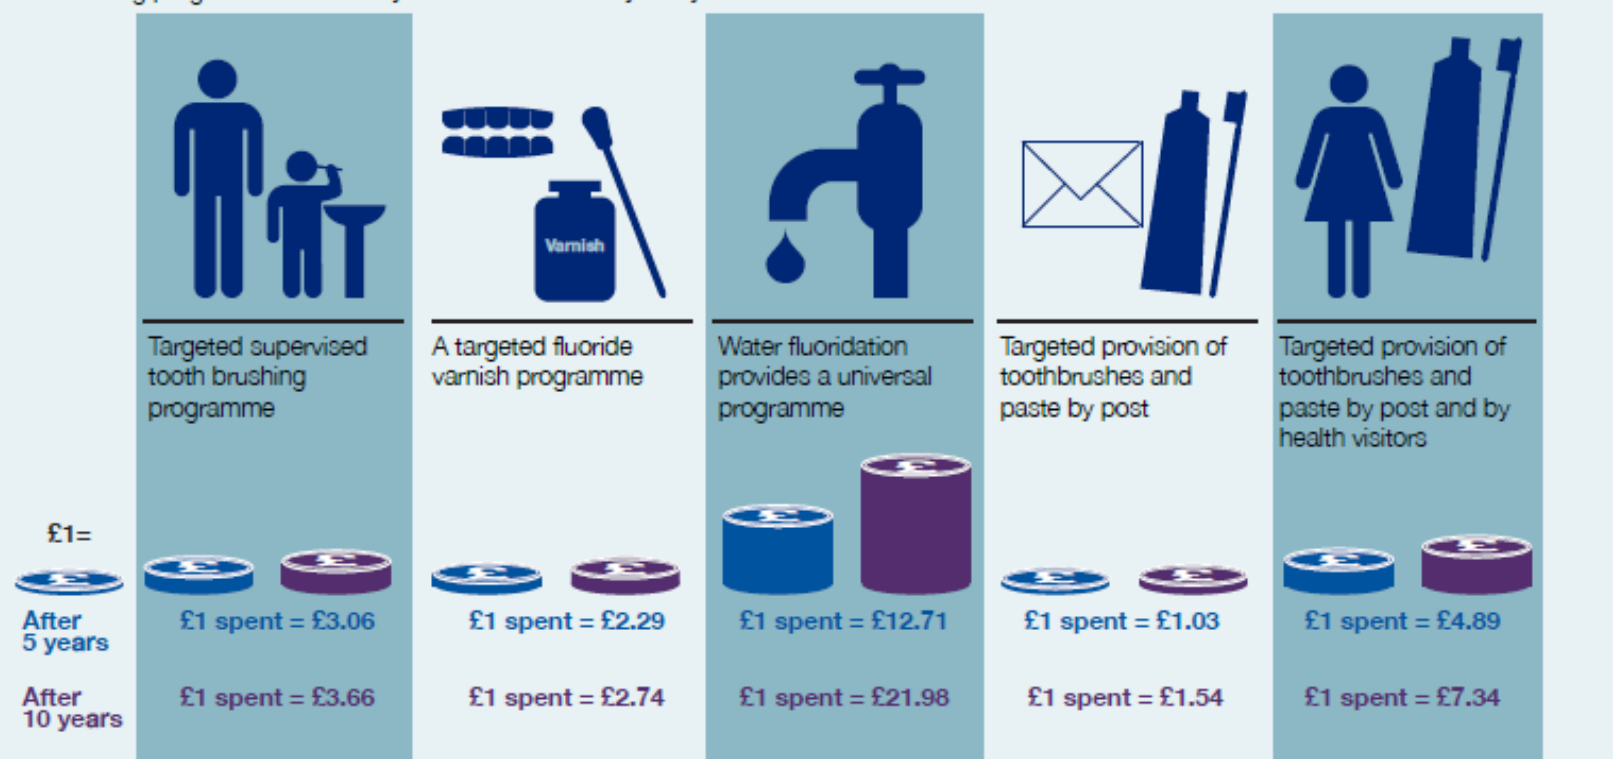 Varnish
Targeted supervised
tooth brushing
programme
A targeted fluoride
varnish programme
Water fluoridation
provides a universal
programme
Targeted provision of
toothbrushes and
paste by post
Targeted provision of
toothbrushes and
paste by post and by
health visitors
£1=
£
£
£
£
£
£
£
£
£
£
£
After
5 years
£1 spent = £3.06
£1 spent = £2.29
£1 spent = £12.71
£1 spent = £1.03
£1 spent = £4.89
After
10 years
£1 spent = £3.66
£1 spent = £2.74
£1 spent = £21.98
£1 spent = £1.54
£1 spent = £7.34